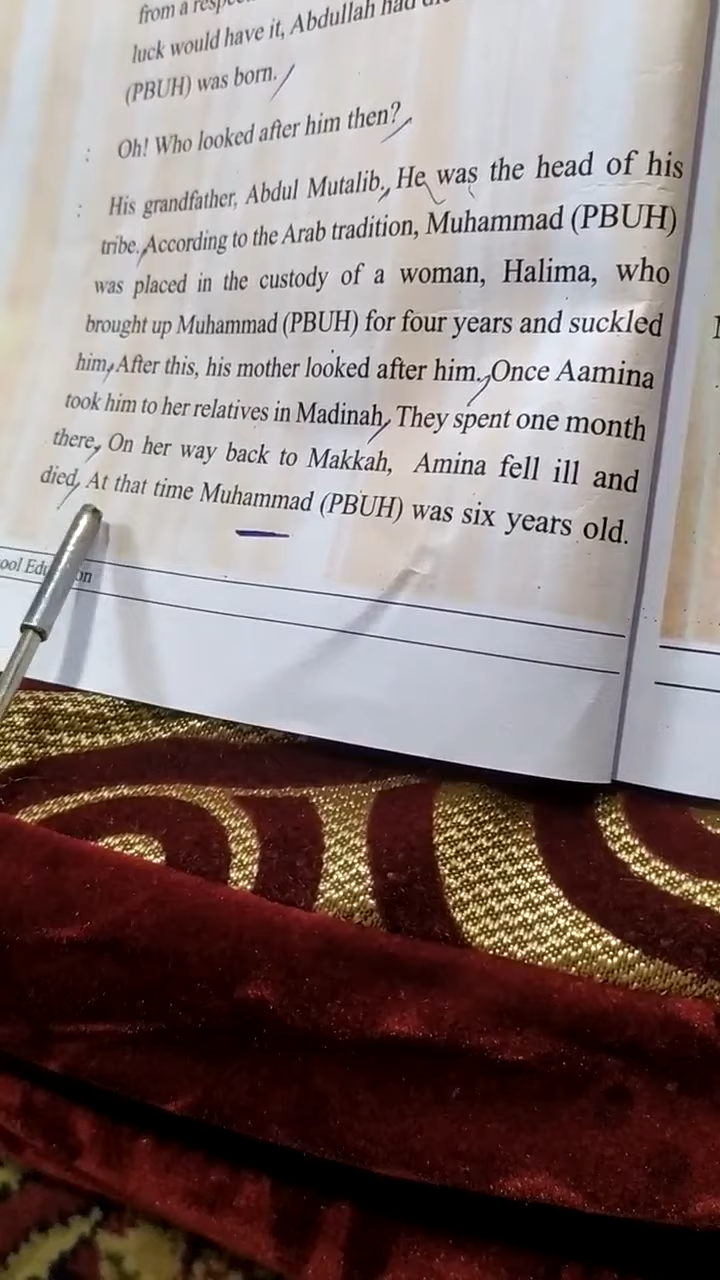 from a
luck would have it, Abdullah had
(PBUH) was born.
: Oh! Who looked after him then?
: His grandfather, Abdul Mutalib. He was the head of his
tribe. According to the Arab tradition, Muhammad (PBUH)
was placed in the custody of a woman, Halima, who
brought up Muhammad (PBUH) for four years and suckled
him. After this, his mother looked after him. Once Aamina
took him to her relatives in Madinah. They spent one month
there. On her way back to Makkah, Amina fell ill and
died. At that time Muhammad (PBUH) was six years old.